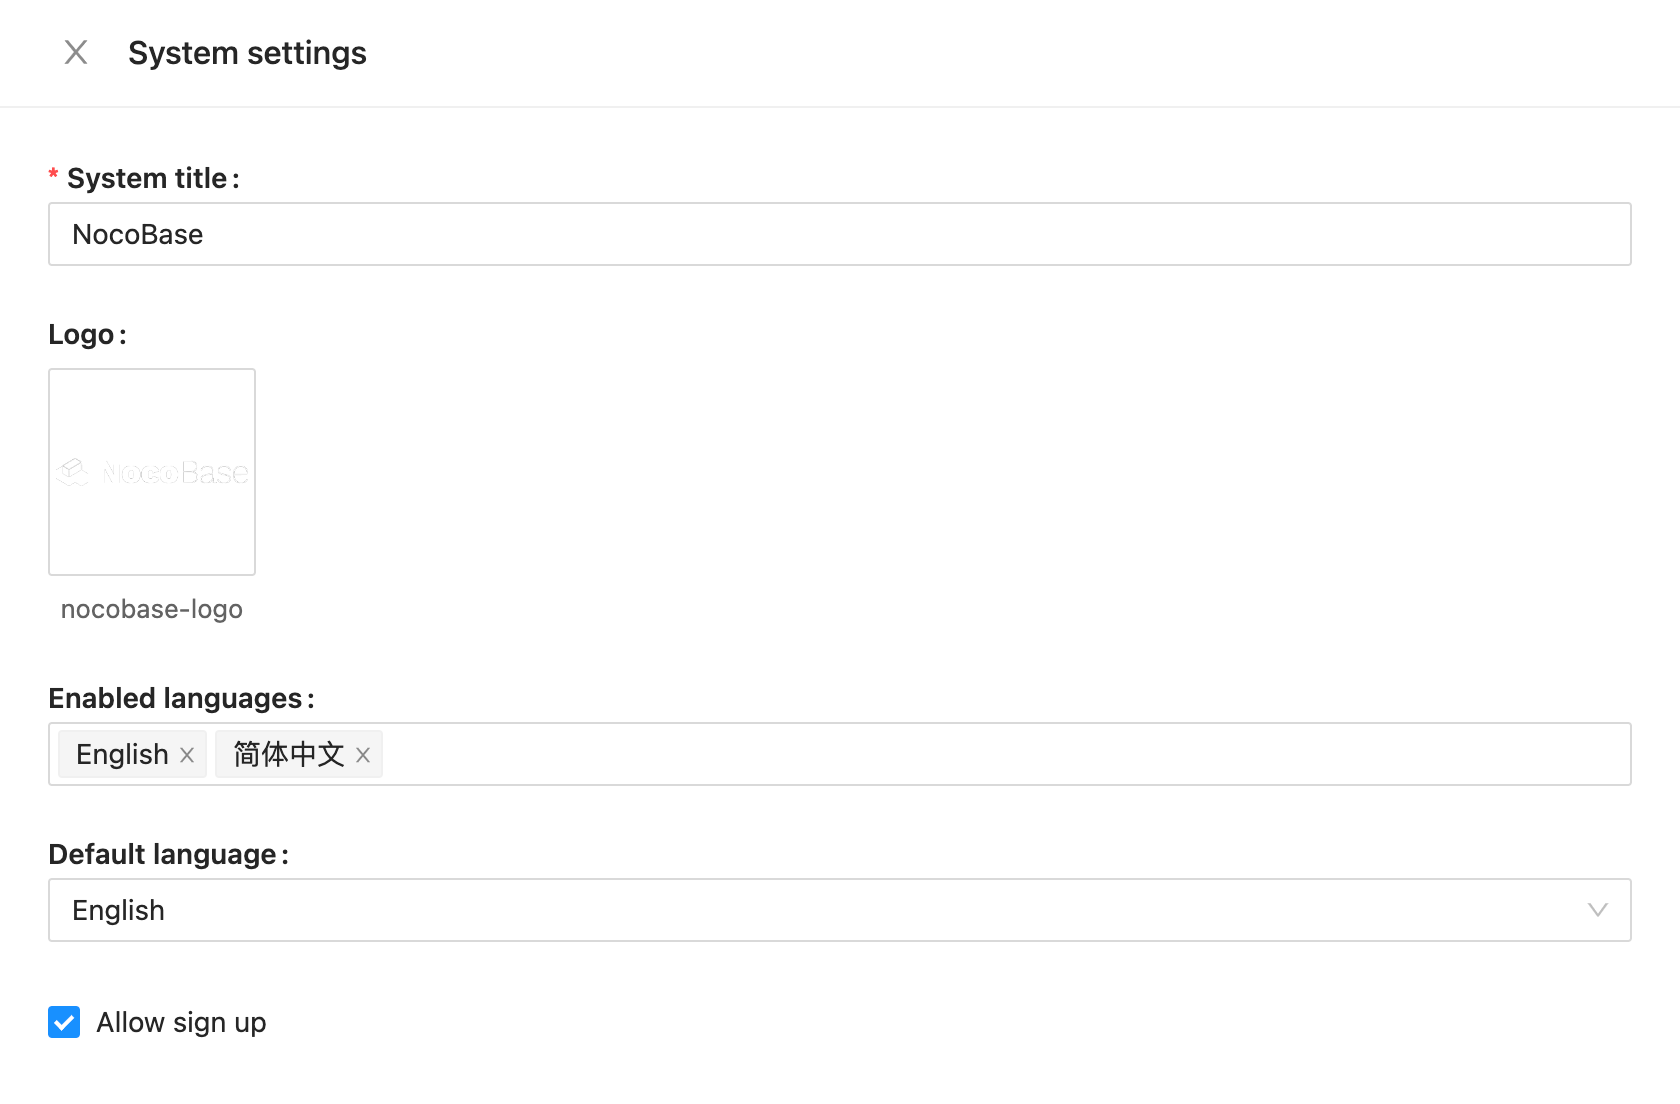 System settings
* System title :
NocoBase
Logo :
NocoBase
nocobase-logo
Enabled languages :
English 简体中文
Default language :
English
Allow sign up